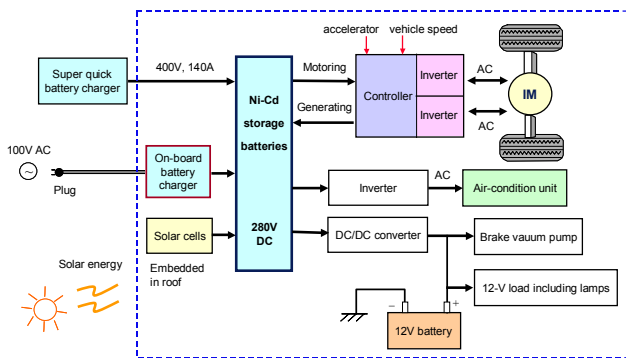 accelerator
vehicle speed
Super quick
battery charger
400V, 140A
Ni-Cd
storage
batteries
280V
DC
Motoring
Generating
Controller
Inverter
Inverter
AC
AC
IM
100V AC
~
Plug
On-board
battery
charger
Inverter
AC
Air-condition unit
Solar cells
Embedded
in roof
Solar energy
DC/DC converter
Brake vauum pump
12-V load including lamps
− +
12V battery